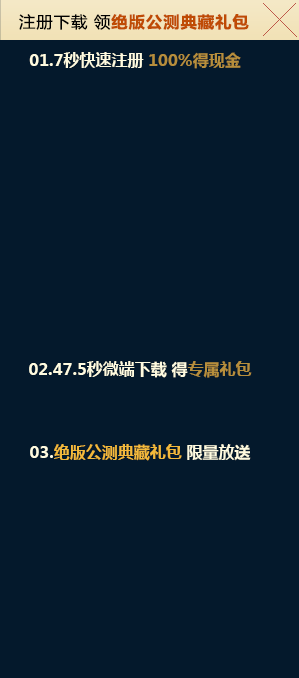 注册下载 领绝版公测典藏礼包
01.7秒快速注册 100%得现金
02.47.5秒微端下载 得专属礼包
03.绝版公测典藏礼包 限量放送